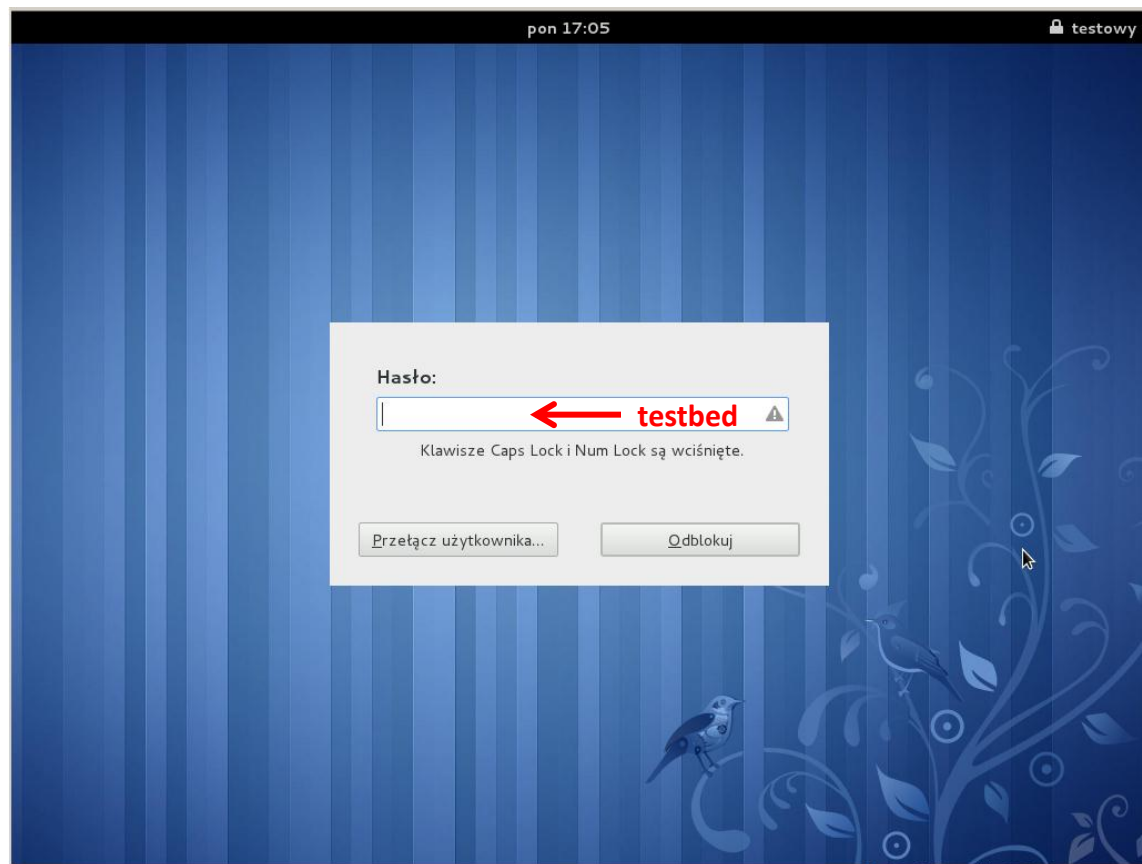 pon 17:05 testowy
Hasło:
testbed
Klawisze Caps Lock i Num Lock są wciśnięte.
Przełącz użytkownika... Odblokuj